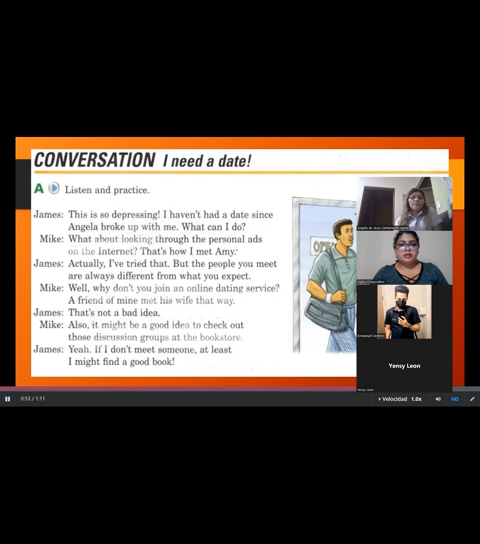 CONVERSATION I need a date!
A Listen and practice.
James: This is so depressing! I haven't had a date since
Angela broke up with me. What can I do?
Mike: What about looking through the personal ads
on the Internet? That's how I met Amy.
James: Actually, I've tried that. But the people you meet
are always different from what you expect.
Mike: Well, why don't you join an online dating service?
A friend of mine met his wife that way.
James: That's not a bad idea.
Mike: Also, it might be a good idea to check out
those discussion groups at the bookstore.
James: Yeah. If I don't meet someone, at least
I might find a good book!
Yensy Leon
Yensy Leon
0:53 / 1:11
Velocidad 1.0x
HD